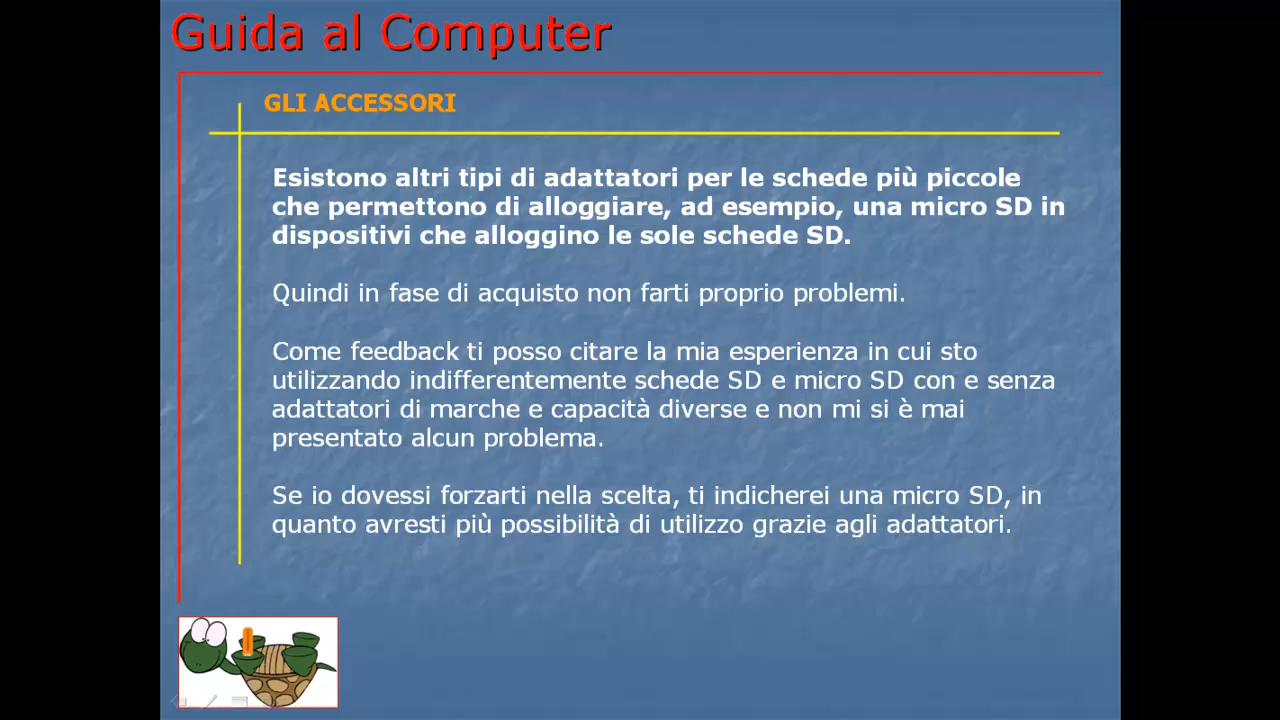 Guida al Computer
GLI ACCESSORI
Esistono altri tipi di adattatori per le schede più piccole
che permettono di alloggiare, ad esempio, una micro SD in
dispositivi che alloggino le sole schede SD.
Quindi in fase di acquisto non farti proprio problemi.
Come feedback ti posso citare la mia esperienza in cui sto
utilizzando indifferentemente schede SD e micro SD con e senza
adattatori di marche e capacità diverse e non mi si è mai
presentato alcun problema.
Se io dovessi forzarti nella scelta, ti indicherei una micro SD, in
quanto avresti più possibilità di utilizzo grazie agli adattatori.